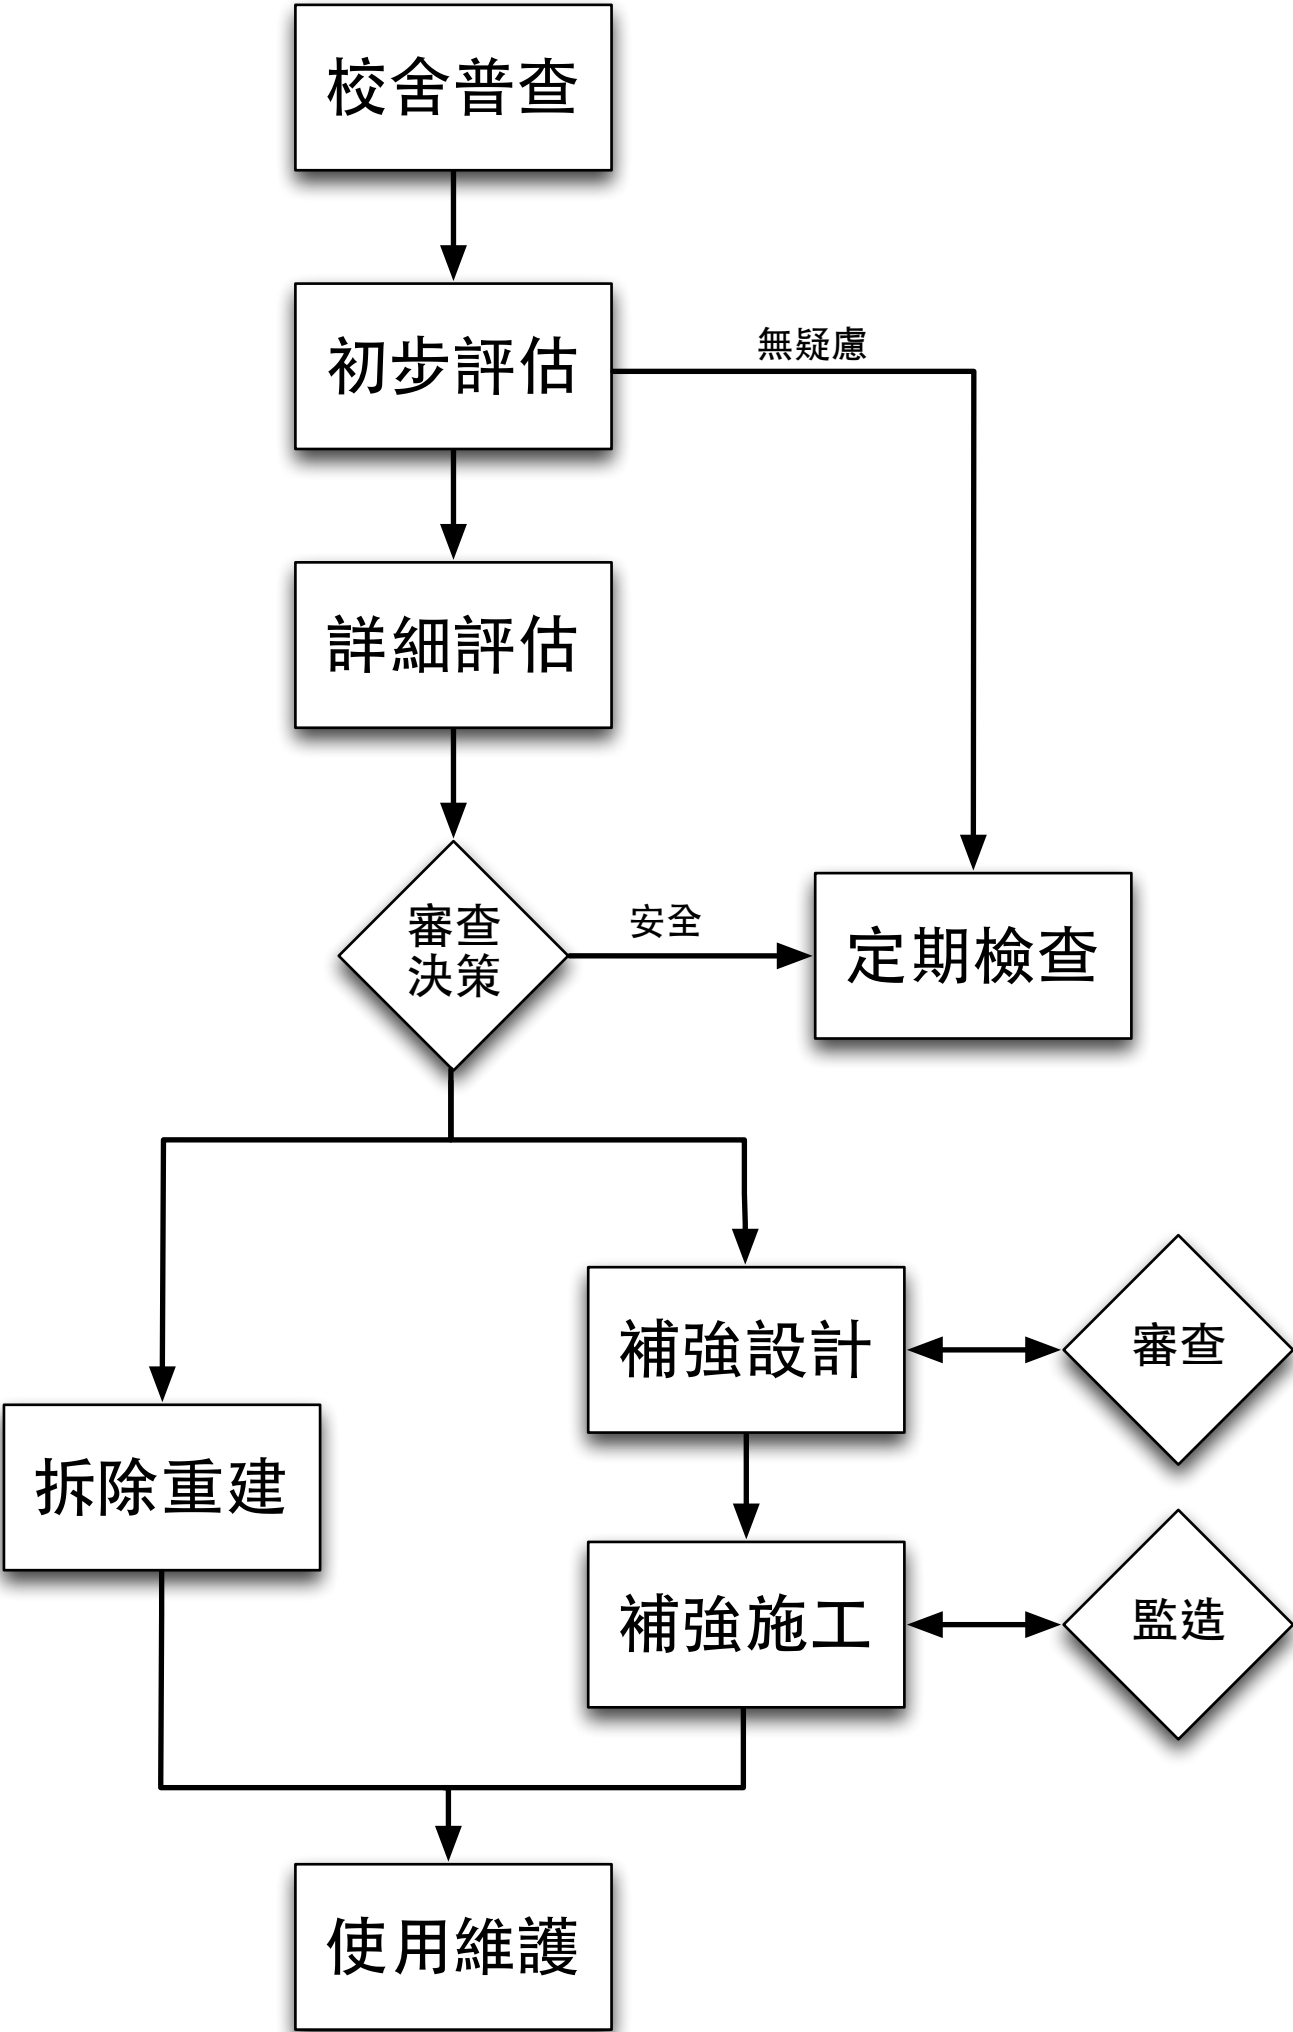 校舍普查
初步評估
無疑慮
詳細評估
審查
決策
安全
定期檢查
補強設計
審查
拆除重建
補強施工
監造
使用維護